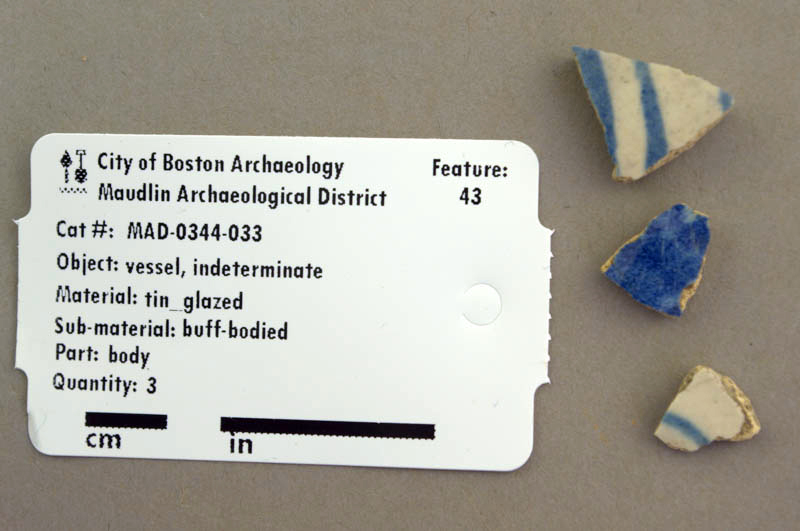 City of Boston Archaeology
Maudlin Archaeological District
Feature:
43
Cat #: MAD-0344-033
Object: vessel, indeterminate
Material: tin_glazed
Sub-material: buff-bodied
Part: body
Quantity: 3
cm
in